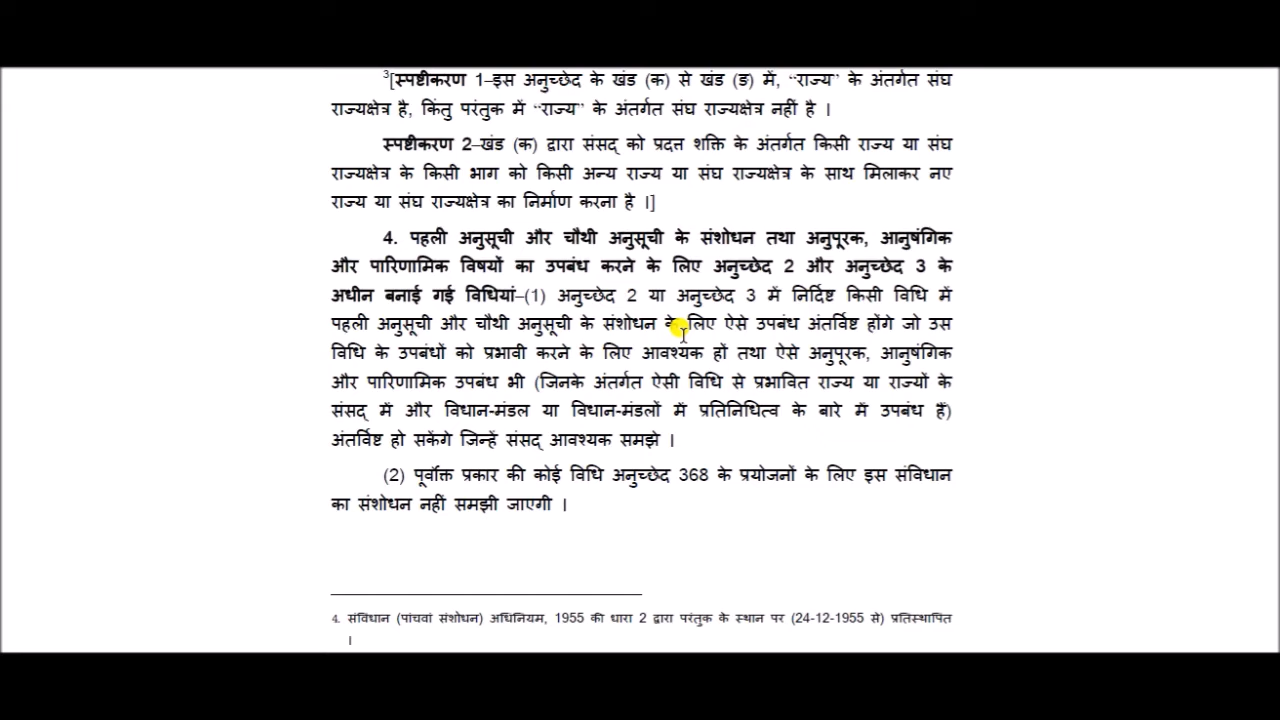 ³[स्पष्टीकरण 1–इस अनुच्छेद के खंड (क) से खंड (ङ) में, “राज्य” के अंतर्गत संघ
राज्यक्षेत्र है, किंतु परंतुक में “राज्य” के अंतर्गत संघ राज्यक्षेत्र नहीं है ।
स्पष्टीकरण 2–खंड (क) द्वारा संसद् को प्रदत्त शक्ति के अंतर्गत किसी राज्य या संघ
राज्यक्षेत्र के किसी भाग को किसी अन्य राज्य या संघ राज्यक्षेत्र के साथ मिलाकर नए
राज्य या संघ राज्यक्षेत्र का निर्माण करना है ।]
4. पहली अनुसूची और चौथी अनुसूची के संशोधन तथा अनुपूरक, आनुषंगिक
और पारिणामिक विषयों का उपबंध करने के लिए अनुच्छेद 2 और अनुच्छेद 3 के
अधीन बनाई गई विधियां–(1) अनुच्छेद 2 या अनुच्छेद 3 में निर्दिष्ट किसी विधि में
पहली अनुसूची और चौथी अनुसूची के संशोधन के लिए ऐसे उपबंध अंतर्विष्ट होंगे जो उस
विधि के उपबंधों को प्रभावी करने के लिए आवश्यक हों तथा ऐसे अनुपूरक, आनुषंगिक
और पारिणामिक उपबंध भी (जिनके अंतर्गत ऐसी विधि से प्रभावित राज्य या राज्यों के
संसद् में और विधान-मंडल या विधान-मंडलों में प्रतिनिधित्व के बारे में उपबंध हैं)
अंतर्विष्ट हो सकेंगे जिन्हें संसद् आवश्यक समझे ।
(2) पूर्वोक्त प्रकार की कोई विधि अनुच्छेद 368 के प्रयोजनों के लिए इस संविधान
का संशोधन नहीं समझी जाएगी ।
4. संविधान (पांचवां संशोधन) अधिनियम, 1955 की धारा 2 द्वारा परंतुक के स्थान पर (24-12-1955 से) प्रतिस्थापित
।